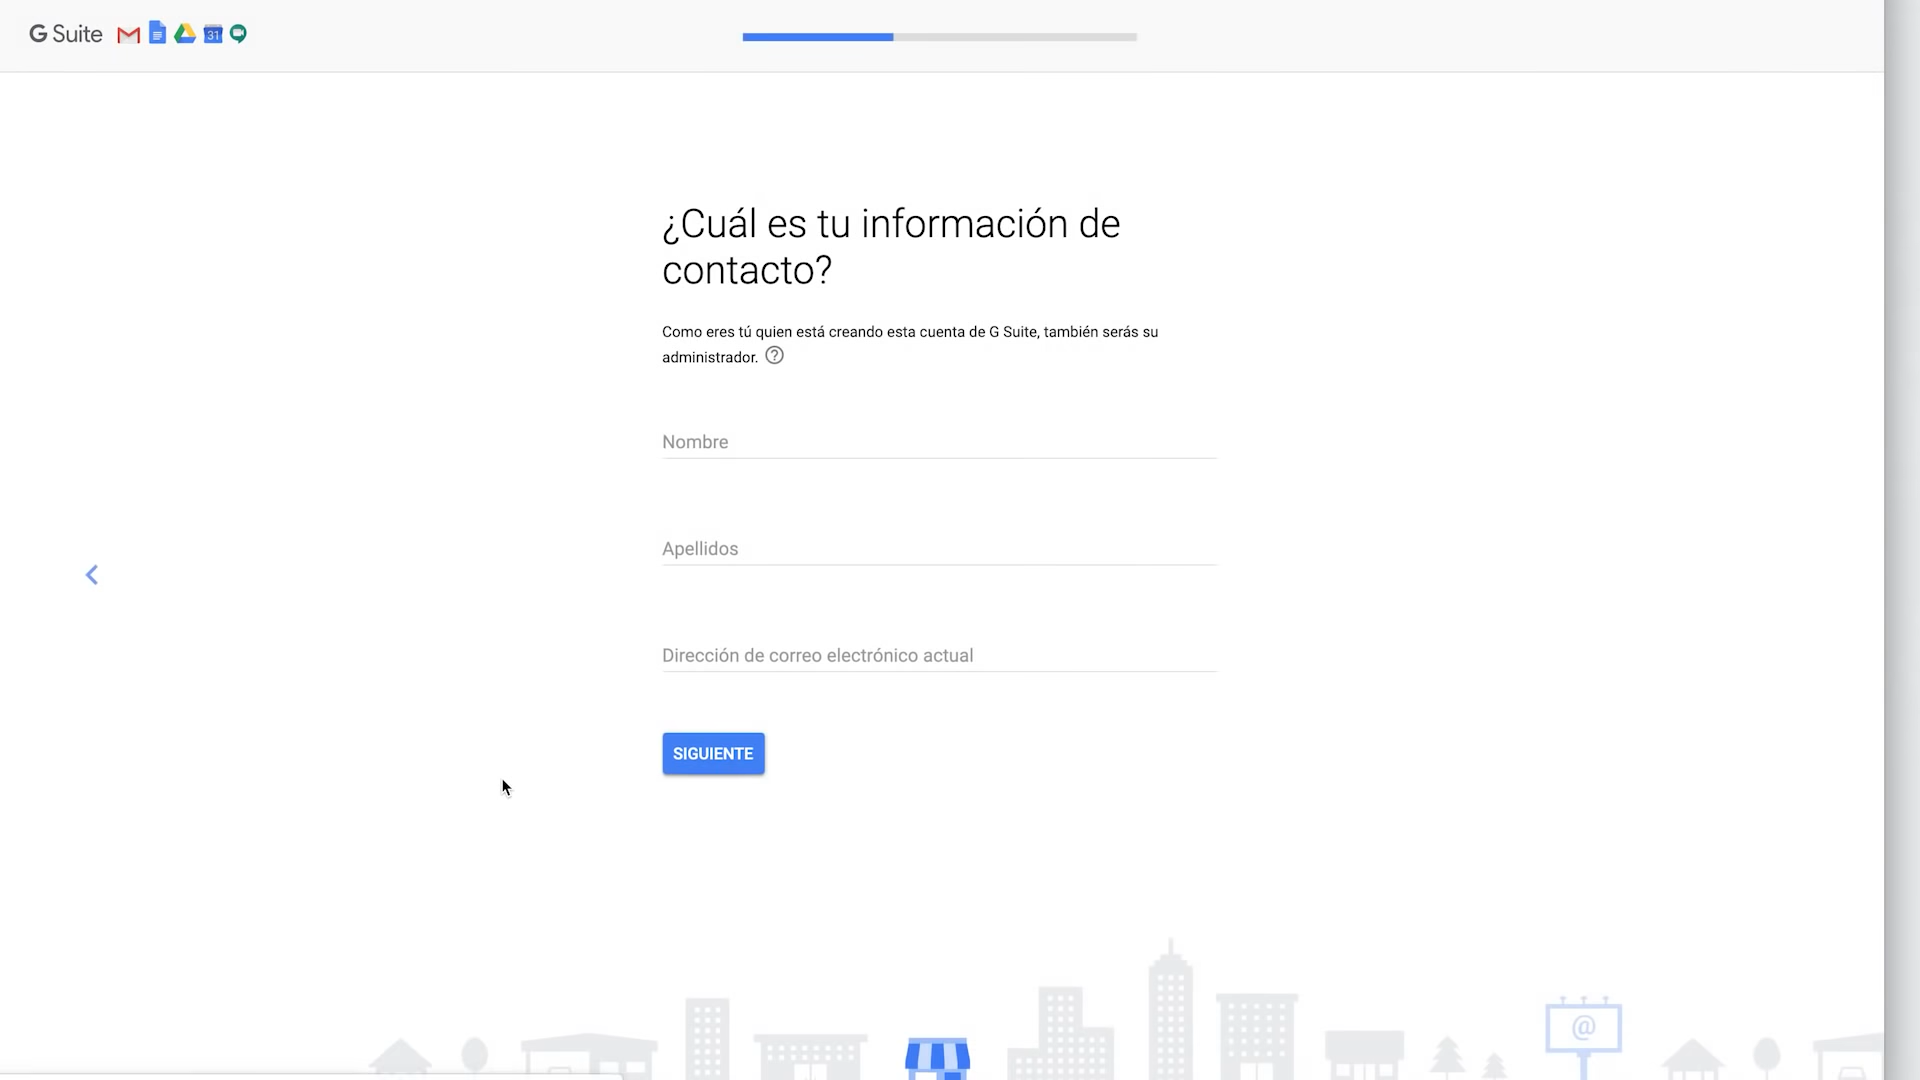 G Suite
31
¿Cuál es tu información de
contacto?
Como eres tú quien está creando esta cuenta de G Suite, también serás su
administrador. ?
Nombre
Apellidos
Dirección de correo electrónico actual
SIGUIENTE
@